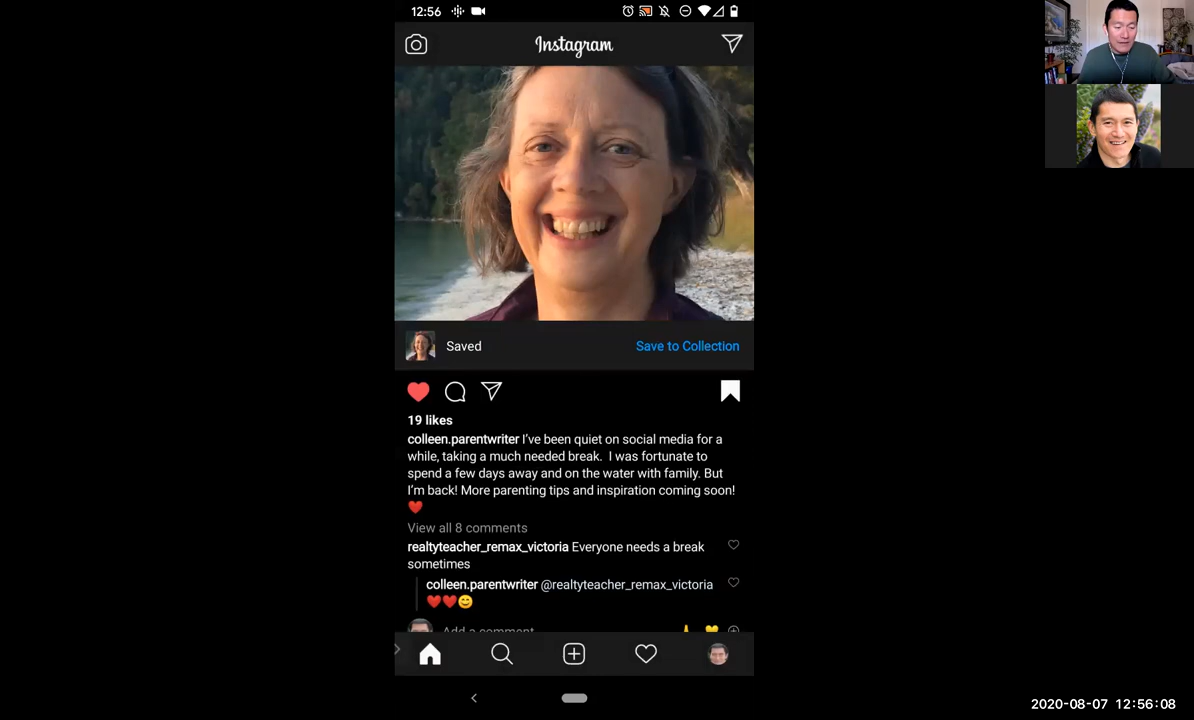 12:56
Instagram
Saved
Save to Collection
19 likes
colleen.parentwriter I've been quiet on social media for a
while, taking a much needed break.  I was fortunate to
spend a few days away and on the water with family. But
I'm back! More parenting tips and inspiration coming soon!
❤️
View all 8 comments
realtyteacher_remax_victoria Everyone needs a break
sometimes
colleen.parentwriter @realtyteacher_remax_victoria
❤️❤️😊
Add a comment
2020-08-07 12:56:08